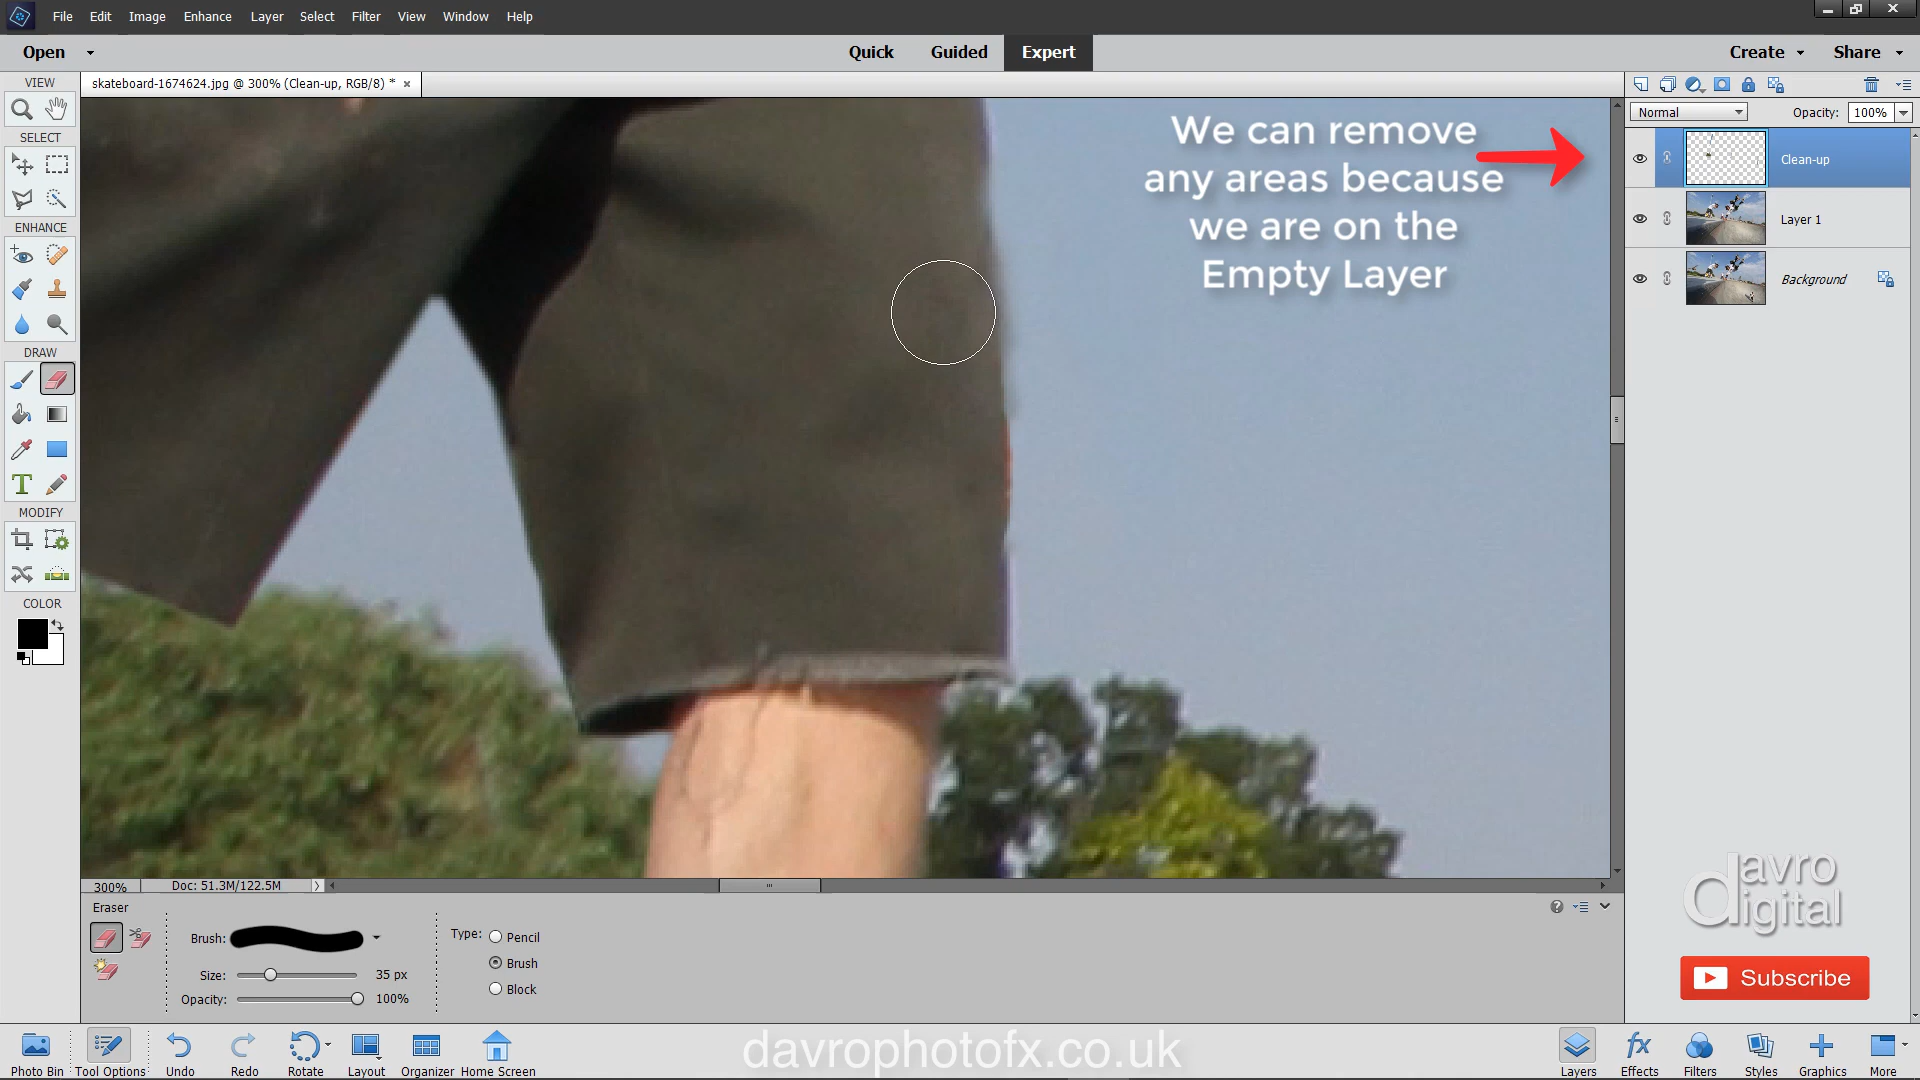 File Edit Image Enhance Layer Select Filter View Window Help
Open Quick Guided Expert Create Share
VIEW
skateboard-1674624.jpg @ 300% (Clean-up, RGB/8) * ×
Normal Opacity: 100%
SELECT
We can remove
any areas because
we are on the
Empty Layer
Clean-up
Layer 1
Background
ENHANCE
DRAW
T
MODIFY
COLOR
300% Doc: 51.3M/122.5M
Eraser
Brush:
Size: 35 px
Opacity: 100%
Type: Pencil
Brush
Block
davro
digital
Subscribe
Photo Bin Tool Options Undo Redo Rotate Layout Organizer Home Screen
davrophotofx.co.uk
fx
Layers Effects Filters Styles Graphics More